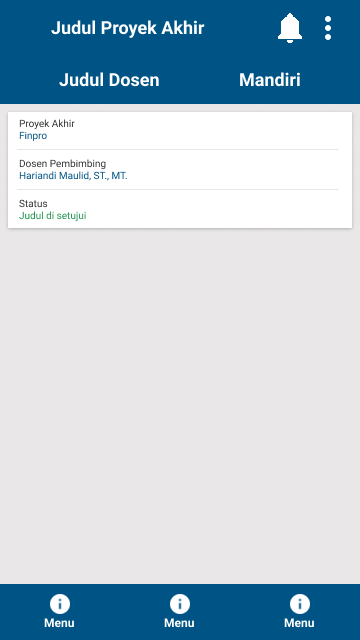 Judul Proyek Akhir
Judul Dosen Mandiri
Proyek Akhir
Finpro
Dosen Pembimbing
Hariandi Maulid, ST., MT.
Status
Judul di setujui
Menu Menu Menu